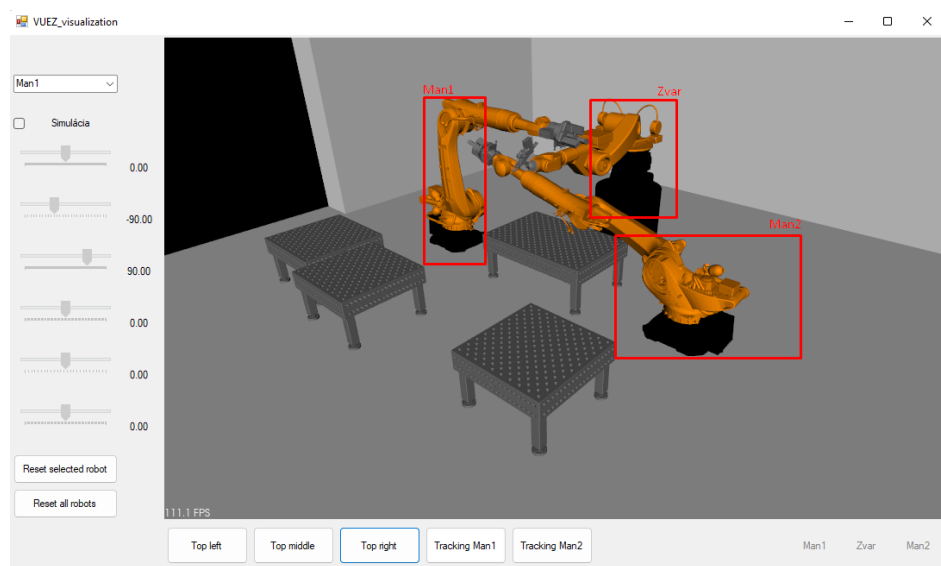 VUEZ_visualization
Man1
Simulácia
0.00
-90.00
90.00
0.00
0.00
0.00
Reset selected robot
Reset all robots
Man1
Zvar
Man2
111.1 FPS
Top left
Top middle
Top right
Tracking Man1
Tracking Man2
Man1
Zvar
Man2